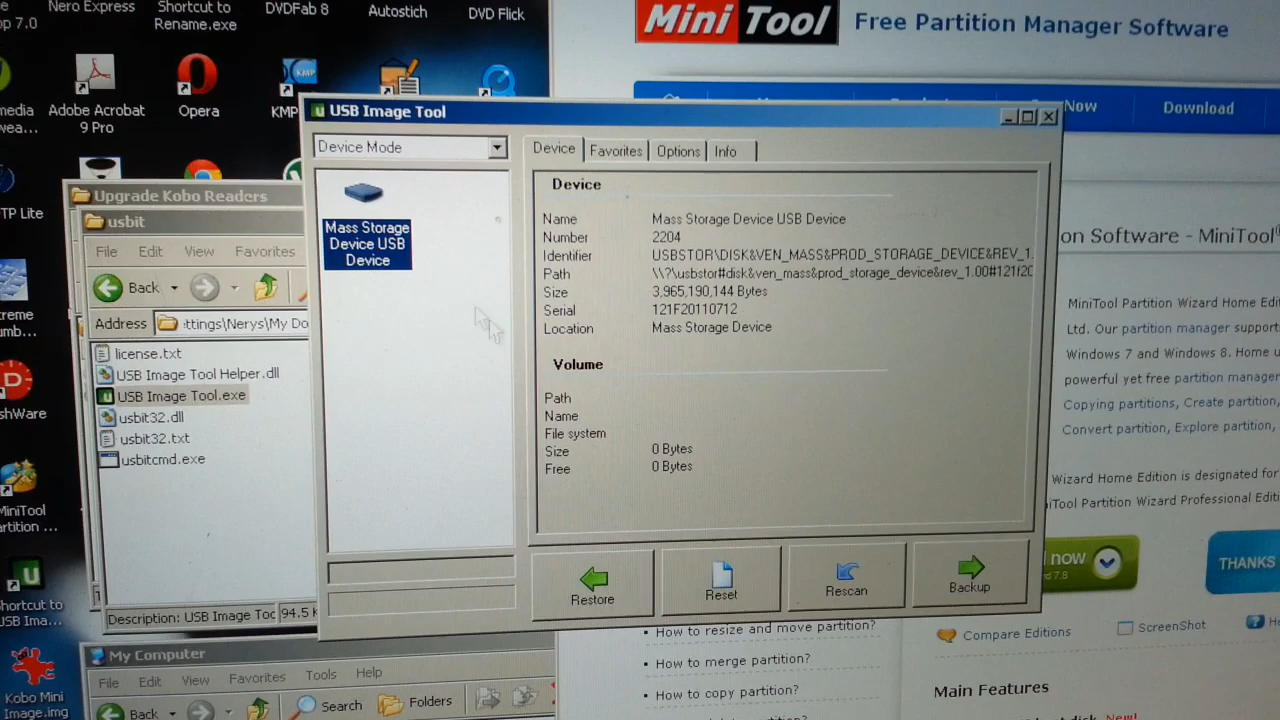 Nero Express
Shortcut to
Rename.exe
DVDFab 8
Autostich
DVD Flick
p 7.0
Adobe Acrobat
9 Pro
Opera
KMP
Mini Tool
Free Partition Manager Software
Now
Download
USB Image Tool
Device Mode
Mass Storage
Device USB
Device
Device
Favorites
Options
Info
Device
Name Mass Storage Device USB Device
Number 2204
Identifier USBSTOR\DISK&VEN_MASS&PROD_STORAGE_DEVICE&REV_1.
Path \\?\usbstor#disk&ven_mass&prod_storage_device&rev_1.00#121f20
Size 3,965,190,144 Bytes
Serial 121F20110712
Location Mass Storage Device
Volume
Path
Name
File system
Size 0 Bytes
Free 0 Bytes
Restore
Reset
Rescan
Backup
Upgrade Kobo Readers
usbit
File Edit View Favorites
Back
Address :ttings\Nerys\My Do
license.txt
USB Image Tool Helper.dll
USB Image Tool.exe
usbit32.dll
usbit32.txt
usbitcmd.exe
Description: USB Image Too
94.5 k
TP Lite
treme
umb...
shWare
MiniTool
artition ...
Shortcut to
USB Ima...
Kobo Mini
Image.img
My Computer
File Edit View Favorites Tools Help
Back
Search
Folders
on Software - MiniTool®
MiniTool Partition Wizard Home Edi
Ltd. Our partition manager support
Windows 7 and Windows 8. Home u
powerful yet free partition manager
Copying partitions, Create partition,
Convert partition, Explore partition,
Wizard Home Edition is designed for
iTool Partition Wizard Professional Editi
now
7.8
THANKS
Compare Editions
ScreenShot
How to resize and move partition?
How to merge partition?
How to copy partition?
Main Features
New!